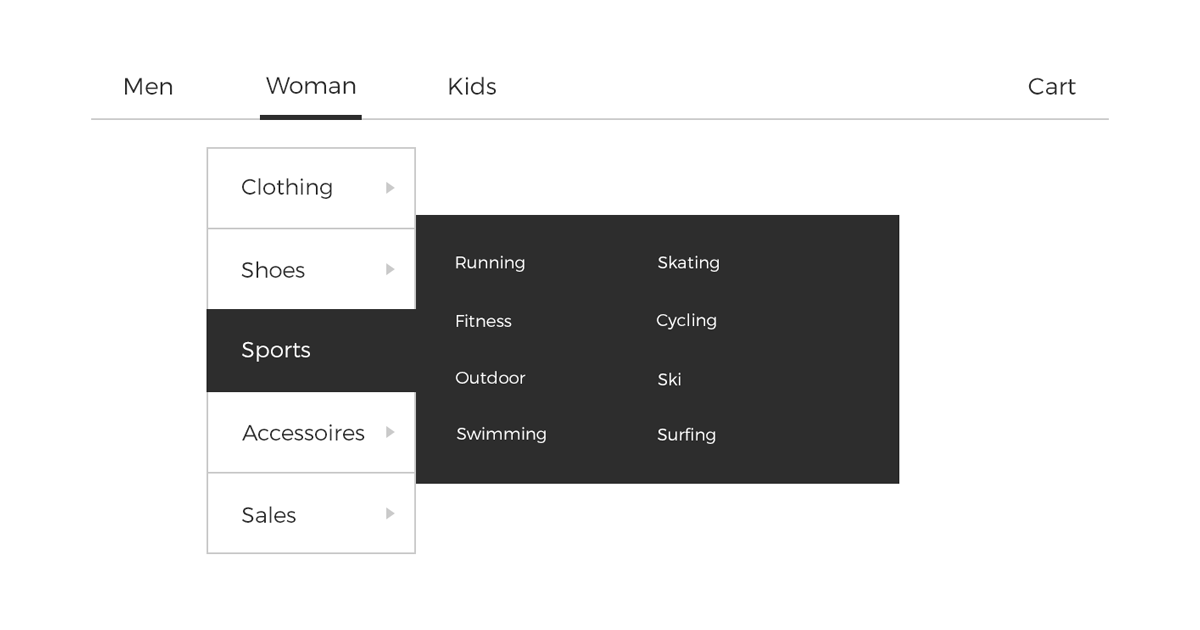 Men
Woman
Kids
Cart
Clothing
Shoes
Sports
Accessoires
Sales
Running
Skating
Fitness
Cycling
Outdoor
Ski
Swimming
Surfing